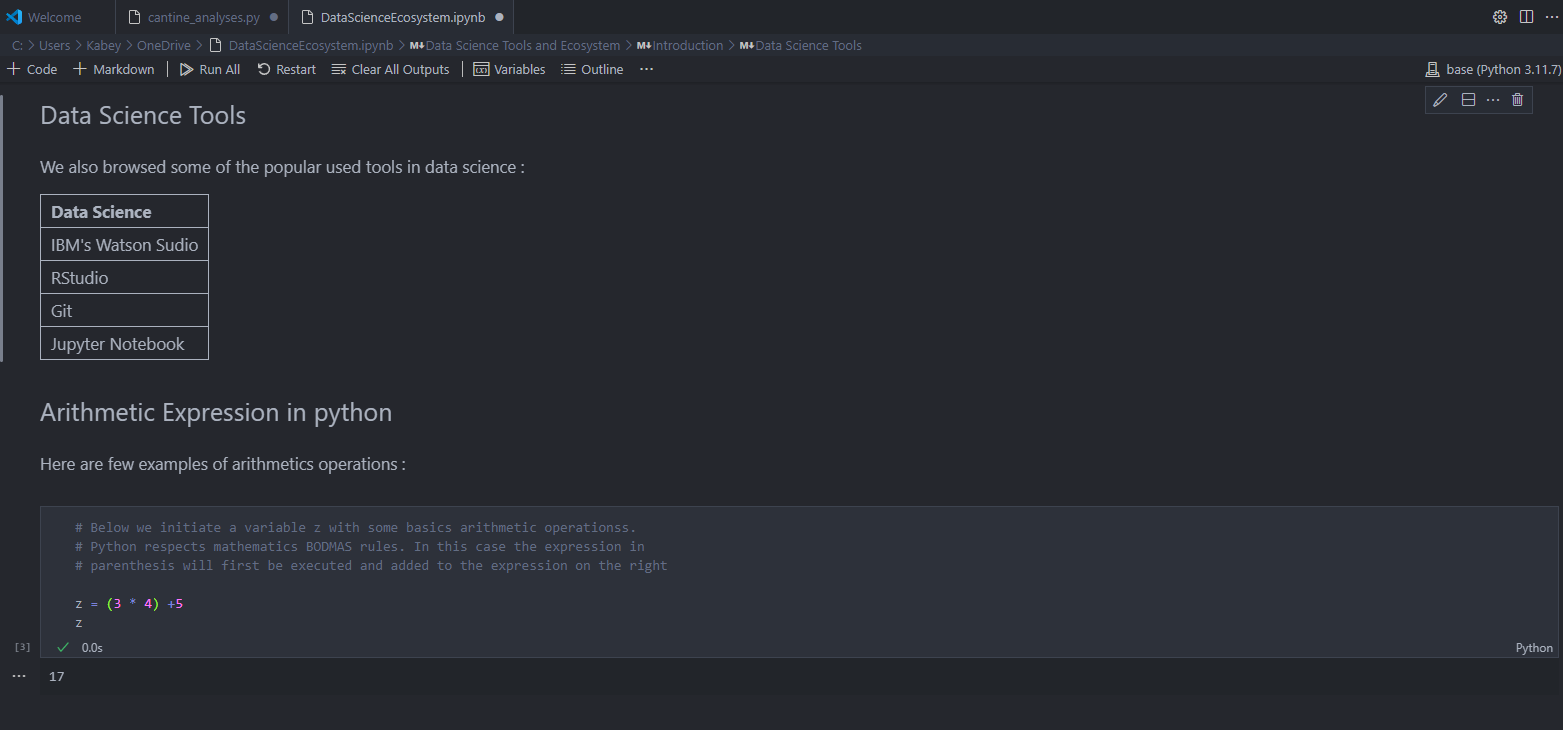 Welcome cantine_analyses.py DataScienceEcosystem.ipynb
C: > Users > Kabey > OneDrive > DataScienceEcosystem.ipynb > M↓Data Science Tools and Ecosystem > M↓Introduction > M↓Data Science Tools
+ Code + Markdown | Run All Restart Clear All Outputs | Variables Outline ··· base (Python 3.11.7)
Data Science Tools
We also browsed some of the popular used tools in data science :
Data Science
IBM's Watson Sudio
RStudio
Git
Jupyter Notebook
Arithmetic Expression in python
Here are few examples of arithmetics operations :
# Below we initiate a variable z with some basics arithmetic operationss.
# Python respects mathematics BODMAS rules. In this case the expression in
# parenthesis will first be executed and added to the expression on the right
z = (3 * 4) +5
z
[3] ✓ 0.0s Python
··· 17